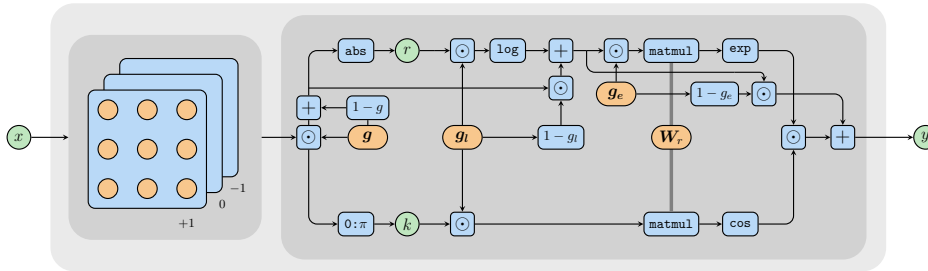 abs
r
⊙
log
+
⊙
matmul
exp
⊙
g_e
1 − g_e
⊙
+
1 − g
x
⊙
g
g_l
1 − g_l
W_r
⊙
+
y
−1
0
+1
0:π
k
⊙
matmul
cos